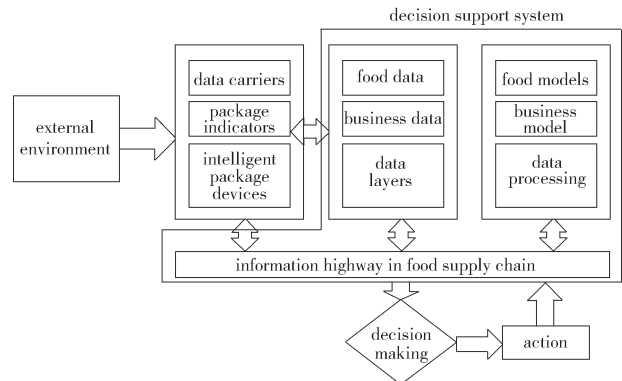 decision support system
external
environment
data carriers
package
indicators
intelligent
package
devices
food data
business data
data
layers
food models
business
model
data
processing
information highway in food supply chain
decision
making
action